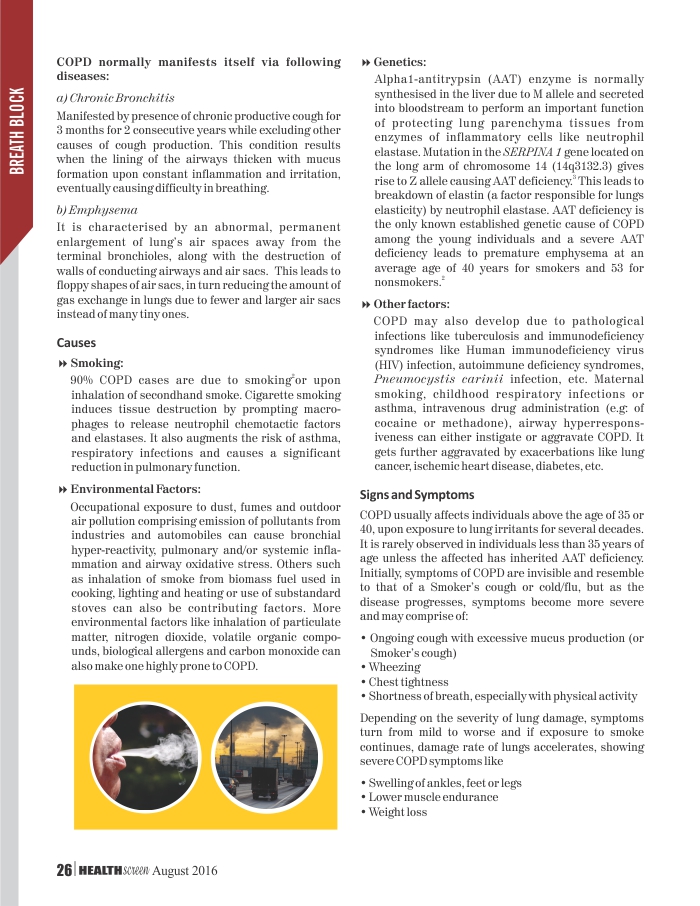 BREATH BLOCK
COPD normally manifests itself via following
diseases:
a) Chronic Bronchitis
Manifested by presence of chronic productive cough for
3 months for 2 consecutive years while excluding other
causes of cough production. This condition results
when the lining of the airways thicken with mucus
formation upon constant inflammation and irritation,
eventually causing difficulty in breathing.
b) Emphysema
It is characterised by an abnormal, permanent
enlargement of lung's air spaces away from the
terminal bronchioles, along with the destruction of
walls of conducting airways and air sacs. This leads to
floppy shapes of air sacs, in turn reducing the amount of
gas exchange in lungs due to fewer and larger air sacs
instead of many tiny ones.
Causes
Smoking:
90% COPD cases are due to smoking2 or upon
inhalation of secondhand smoke. Cigarette smoking
induces tissue destruction by prompting macro-
phages to release neutrophil chemotactic factors
and elastases. It also augments the risk of asthma,
respiratory infections and causes a significant
reduction in pulmonary function.
Environmental Factors:
Occupational exposure to dust, fumes and outdoor
air pollution comprising emission of pollutants from
industries and automobiles can cause bronchial
hyper-reactivity, pulmonary and/or systemic infla-
mmation and airway oxidative stress. Others such
as inhalation of smoke from biomass fuel used in
cooking, lighting and heating or use of substandard
stoves can also be contributing factors. More
environmental factors like inhalation of particulate
matter, nitrogen dioxide, volatile organic compo-
unds, biological allergens and carbon monoxide can
also make one highly prone to COPD.
Genetics:
Alpha1-antitrypsin (AAT) enzyme is normally
synthesised in the liver due to M allele and secreted
into bloodstream to perform an important function
of protecting lung parenchyma tissues from
enzymes of inflammatory cells like neutrophil
elastase. Mutation in the SERPINA 1 gene located on
the long arm of chromosome 14 (14q3132.3) gives
rise to Z allele causing AAT deficiency.3 This leads to
breakdown of elastin (a factor responsible for lungs
elasticity) by neutrophil elastase. AAT deficiency is
the only known established genetic cause of COPD
among the young individuals and a severe AAT
deficiency leads to premature emphysema at an
average age of 40 years for smokers and 53 for
nonsmokers.2
Other factors:
COPD may also develop due to pathological
infections like tuberculosis and immunodeficiency
syndromes like Human immunodeficiency virus
(HIV) infection, autoimmune deficiency syndromes,
Pneumocystis carinii infection, etc. Maternal
smoking, childhood respiratory infections or
asthma, intravenous drug administration (e.g: of
cocaine or methadone), airway hyperrespons-
iveness can either instigate or aggravate COPD. It
gets further aggravated by exacerbations like lung
cancer, ischemic heart disease, diabetes, etc.
Signs and Symptoms
COPD usually affects individuals above the age of 35 or
40, upon exposure to lung irritants for several decades.
It is rarely observed in individuals less than 35 years of
age unless the affected has inherited AAT deficiency.
Initially, symptoms of COPD are invisible and resemble
to that of a Smoker's cough or cold/flu, but as the
disease progresses, symptoms become more severe
and may comprise of:
• Ongoing cough with excessive mucus production (or
Smoker's cough)
• Wheezing
• Chest tightness
• Shortness of breath, especially with physical activity
Depending on the severity of lung damage, symptoms
turn from mild to worse and if exposure to smoke
continues, damage rate of lungs accelerates, showing
severe COPD symptoms like
• Swelling of ankles, feet or legs
• Lower muscle endurance
• Weight loss
26 HEALTH screen August 2016